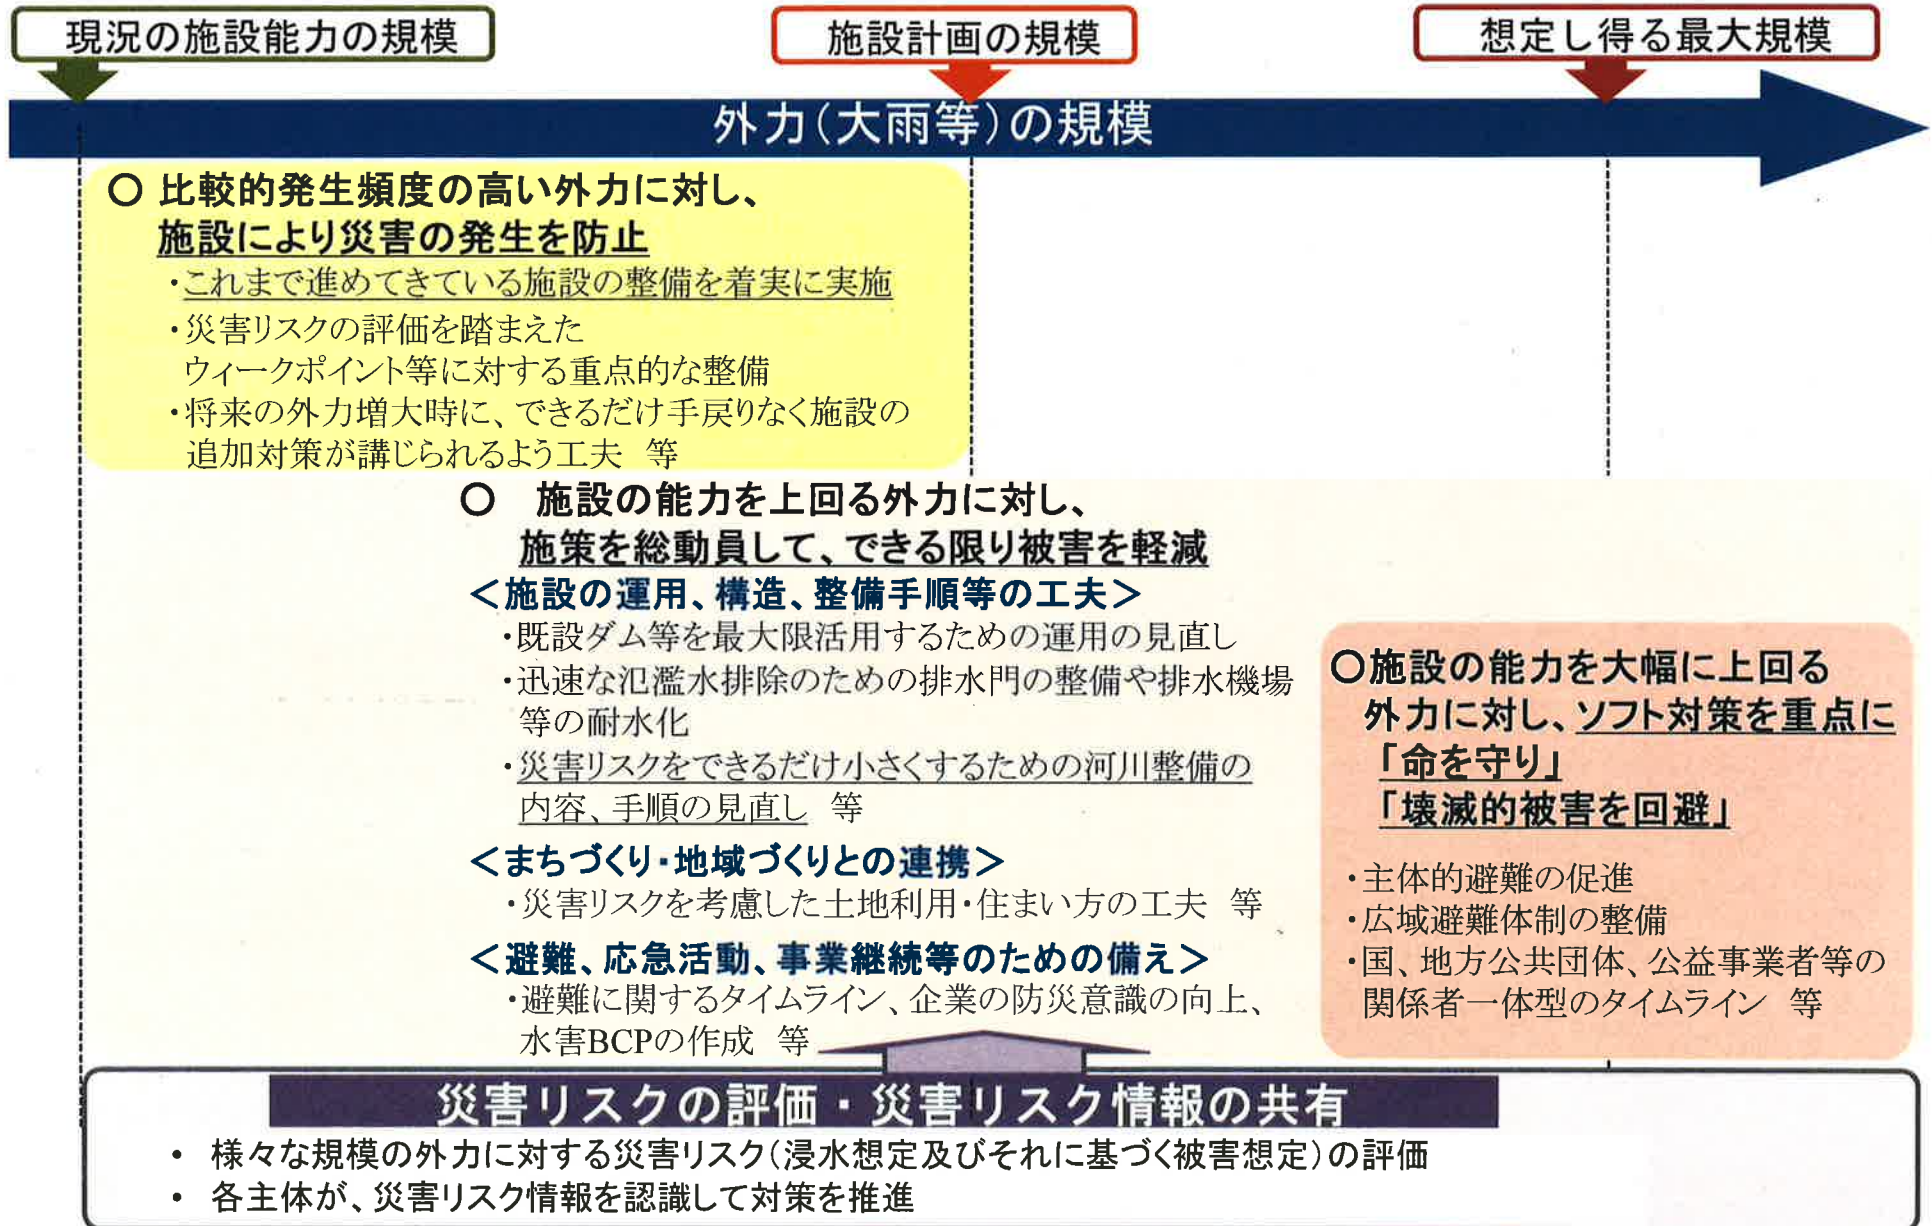 現況の施設能力の規模
施設計画の規模
想定し得る最大規模
外力(大雨等)の規模
○ 比較的発生頻度の高い外力に対し、
施設により災害の発生を防止
・これまで進めてきている施設の整備を着実に実施
・災害リスクの評価を踏まえた
ウィークポイント等に対する重点的な整備
・将来の外力増大時に、できるだけ手戻りなく施設の
追加対策が講じられるよう工夫 等
○ 施設の能力を上回る外力に対し、
施策を総動員して、できる限り被害を軽減
<施設の運用、構造、整備手順等の工夫>
・既設ダム等を最大限活用するための運用の見直し
・迅速な氾濫水排除のための排水門の整備や排水機場
等の耐水化
・災害リスクをできるだけ小さくするための河川整備の
内容、手順の見直し 等
<まちづくり・地域づくりとの連携>
・災害リスクを考慮した土地利用・住まい方の工夫 等
<避難、応急活動、事業継続等のための備え>
・避難に関するタイムライン、企業の防災意識の向上、
水害BCPの作成 等
○施設の能力を大幅に上回る
外力に対し、ソフト対策を重点に
「命を守り」
「壊滅的被害を回避」
・主体的避難の促進
・広域避難体制の整備
・国、地方公共団体、公益事業者等の
関係者一体型のタイムライン 等
災害リスクの評価・災害リスク情報の共有
• 様々な規模の外力に対する災害リスク(浸水想定及びそれに基づく被害想定)の評価
• 各主体が、災害リスク情報を認識して対策を推進